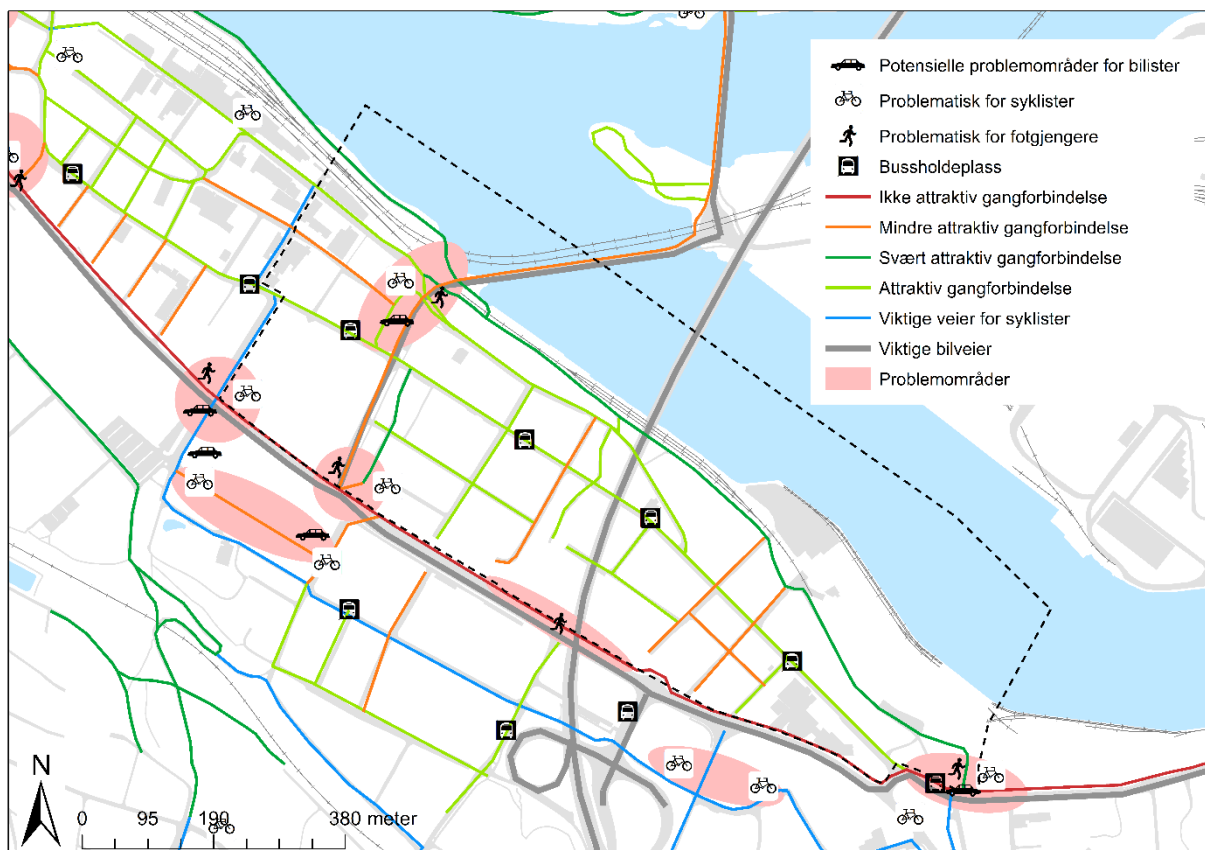 Potensielle problemområder for bilister
Problematisk for syklister
Problematisk for fotgjengere
Bussholdeplass
Ikke attraktiv gangforbindelse
Mindre attraktiv gangforbindelse
Svært attraktiv gangforbindelse
Attraktiv gangforbindelse
Viktige veier for syklister
Viktige bilveier
Problemområder
N
0 95 190 380 meter